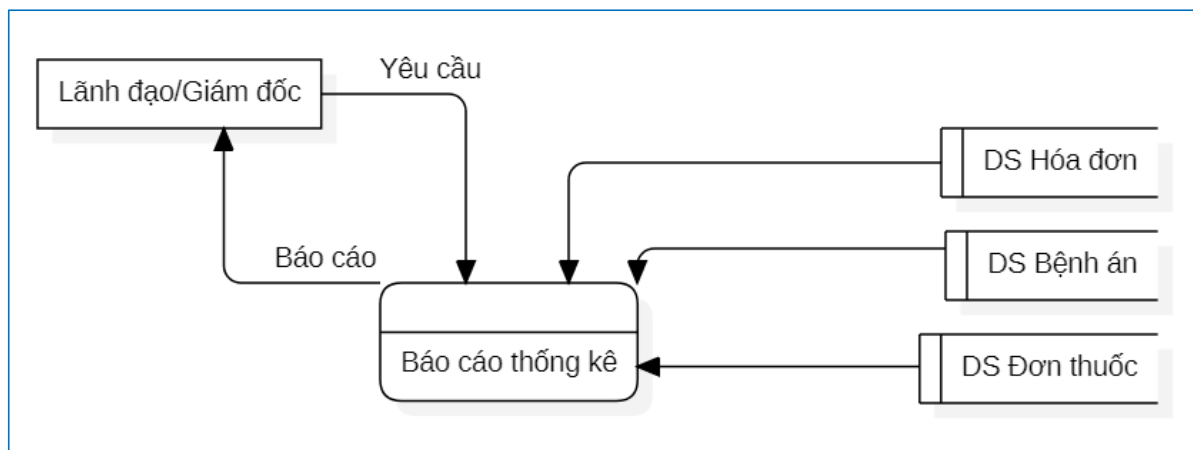 Yêu cầu
Lãnh đạo/Giám đốc
DS Hóa đơn
Báo cáo
DS Bệnh án
Báo cáo thống kê
DS Đơn thuốc